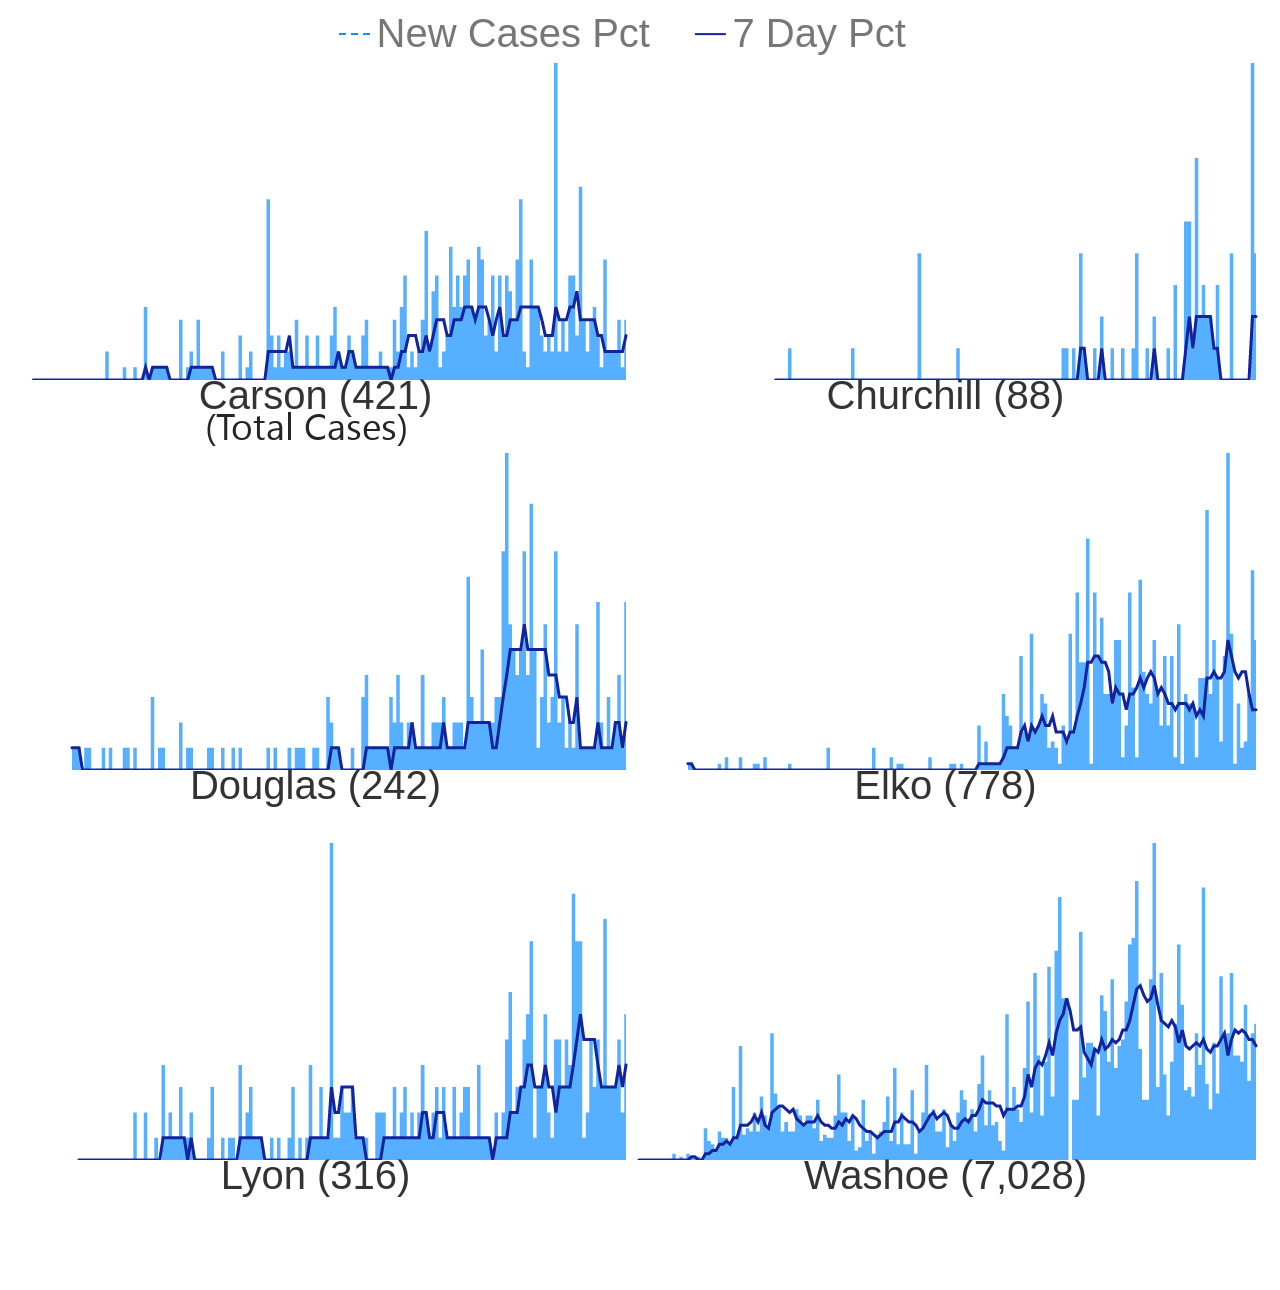 New Cases Pct 7 Day Pct
Carson (421) Churchill (88)
(Total Cases)
Douglas (242) Elko (778)
Lyon (316) Washoe (7,028)